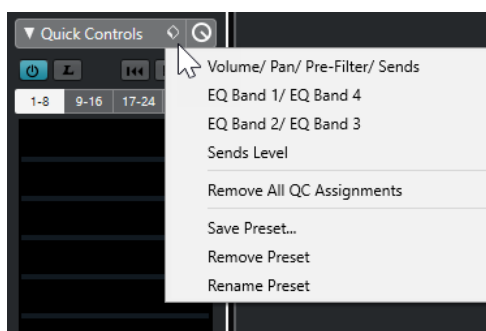 Quick Controls
L
1-8 9-16 17-24
Volume/ Pan/ Pre-Filter/ Sends
EQ Band 1/ EQ Band 4
EQ Band 2/ EQ Band 3
Sends Level
Remove All QC Assignments
Save Preset...
Remove Preset
Rename Preset